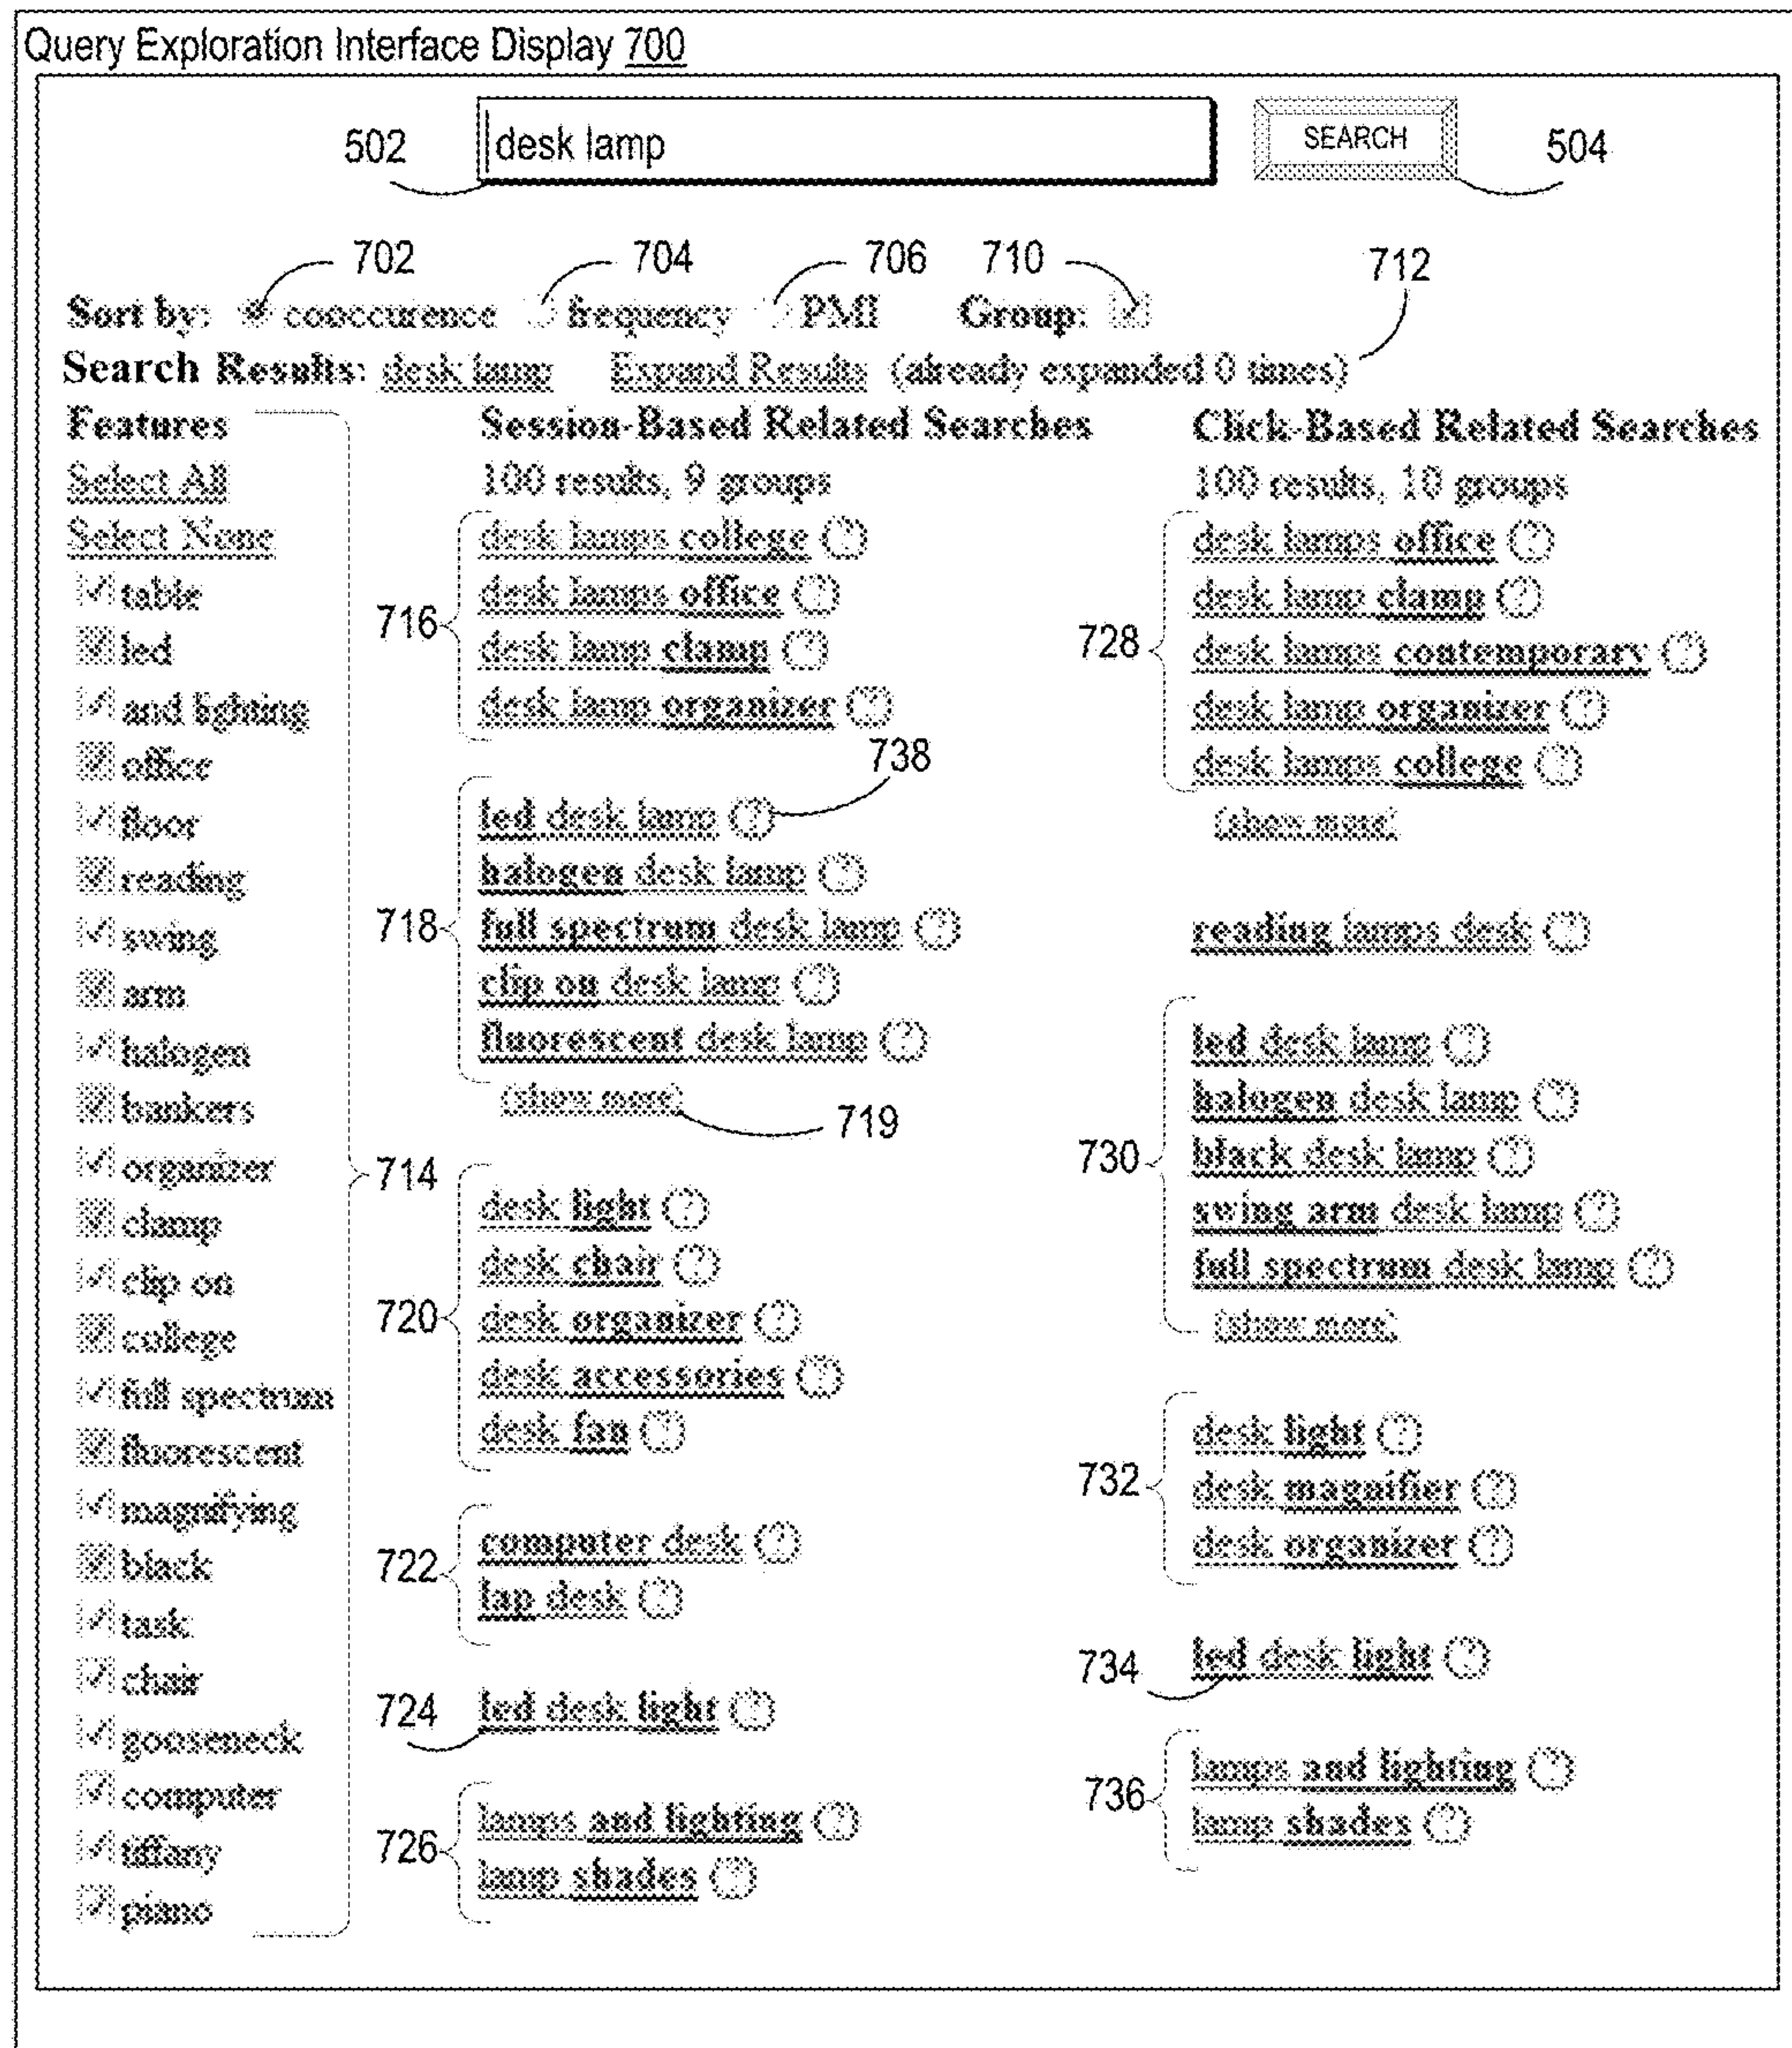 Query Exploration Interface Display 700
502 desk lamp SEARCH 504
702 704 706 710 712
Sort by: cooccurence frequency PMI Group:
Search Results: desk lamp Expand Results (already expanded 0 times)
Features
Select All
Select None
table
led
and lighting
office
floor
reading
swing
arm
halogen
bankers
organizer
clamp
clip on
college
full spectrum
fluorescent
magnifying
black
task
chair
gooseneck
computer
tiffany
piano
714
Session-Based Related Searches
100 results, 9 groups
716
desk lamps college (?)
desk lamps office (?)
desk lamp clamp (?)
desk lamp organizer (?)
738
718
led desk lamp (?)
halogen desk lamp (?)
full spectrum desk lamp (?)
clip on desk lamp (?)
fluorescent desk lamp (?)
(show more)
719
720
desk light (?)
desk chair (?)
desk organizer (?)
desk accessories (?)
desk fan (?)
722
computer desk (?)
lap desk (?)
724
led desk light (?)
726
lamps and lighting (?)
lamp shades (?)
Click-Based Related Searches
100 results, 10 groups
728
desk lamps office (?)
desk lamp clamp (?)
desk lamps contemporary (?)
desk lamp organizer (?)
desk lamps college (?)
(show more)
reading lamps desk (?)
730
led desk lamp (?)
halogen desk lamp (?)
black desk lamp (?)
swing arm desk lamp (?)
full spectrum desk lamp (?)
(show more)
732
desk light (?)
desk magnifier (?)
desk organizer (?)
734
led desk light (?)
736
lamps and lighting (?)
lamp shades (?)